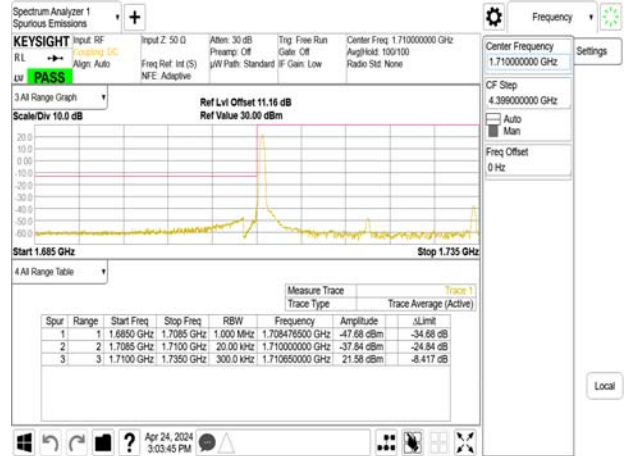 Spectrum Analyzer 1
Spurious Emissions
Frequency
KEYSIGHT Input: RF Input Z: 50 Ω Atten: 30 dB Trig: Free Run Center Freq: 1.710000000 GHz
RL Coupling: DC Preamp: Off Gate: Off Avg|Hold: 100/100
Align: Auto Freq Ref: Int (S) µW Path: Standard IF Gain: Low Radio Std: None
PASS NFE: Adaptive
Center Frequency
1.710000000 GHz
Settings
CF Step
4.399000000 GHz
Auto
Man
Freq Offset
0 Hz
3 All Range Graph
Ref Lvl Offset 11.16 dB
Scale/Div 10.0 dB Ref Value 30.00 dBm
20.0
10.0
0.00
-10.0
-20.0
-30.0
-40.0
-50.0
-60.0
Start 1.685 GHz Stop 1.735 GHz
4 All Range Table
Measure Trace Trace 1
Trace Type Trace Average (Active)
Spur Range Start Freq Stop Freq RBW Frequency Amplitude ΔLimit
1 1 1.6850 GHz 1.7085 GHz 1.000 MHz 1.708476500 GHz -47.68 dBm -34.68 dB
2 2 1.7085 GHz 1.7100 GHz 20.00 kHz 1.710000000 GHz -37.84 dBm -24.84 dB
3 3 1.7100 GHz 1.7350 GHz 300.0 kHz 1.710650000 GHz 21.58 dBm -8.417 dB
Local
Apr 24, 2024
3:03:45 PM